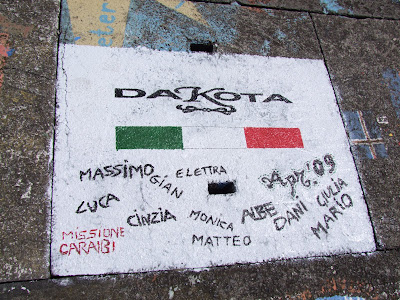 DAKOTA
MASSIMO GIAN ELETTRA Apr! 09
LUCA CINZIA MONICA ALBE DANI GIULIA
MATTEO MARIO
MISSIONE
CARAIBI